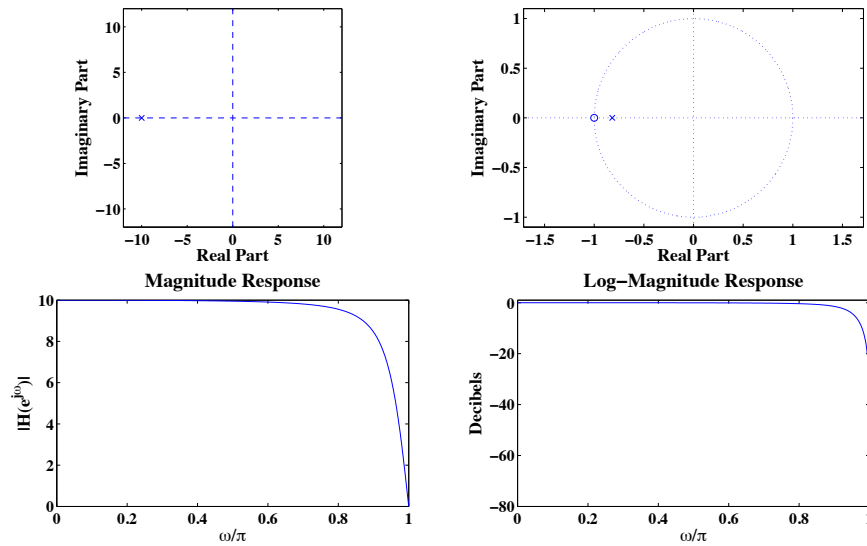 10
5
0
−5
−10
Imaginary Part
−10 −5 0 5 10
Real Part
1
0.5
0
−0.5
−1
Imaginary Part
−1.5 −1 −0.5 0 0.5 1 1.5
Real Part
Magnitude Response
10
8
6
4
2
0
|H(e^{jω})|
0 0.2 0.4 0.6 0.8 1
ω/π
Log−Magnitude Response
0
−20
−40
−60
−80
Decibels
0 0.2 0.4 0.6 0.8 1
ω/π